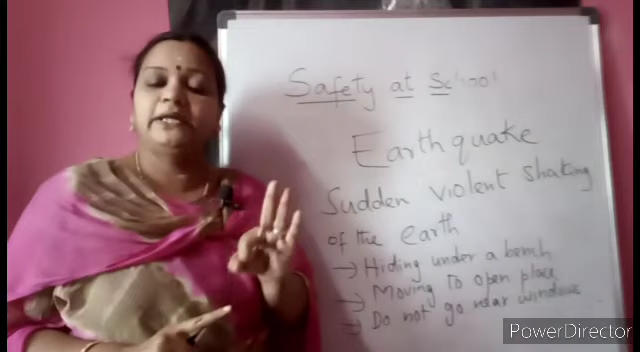 Safety at School
Earthquake
Sudden violent shaking
of the earth
→ Hiding under a bench
→ Moving to open place
→ Do not go near windows
PowerDirector